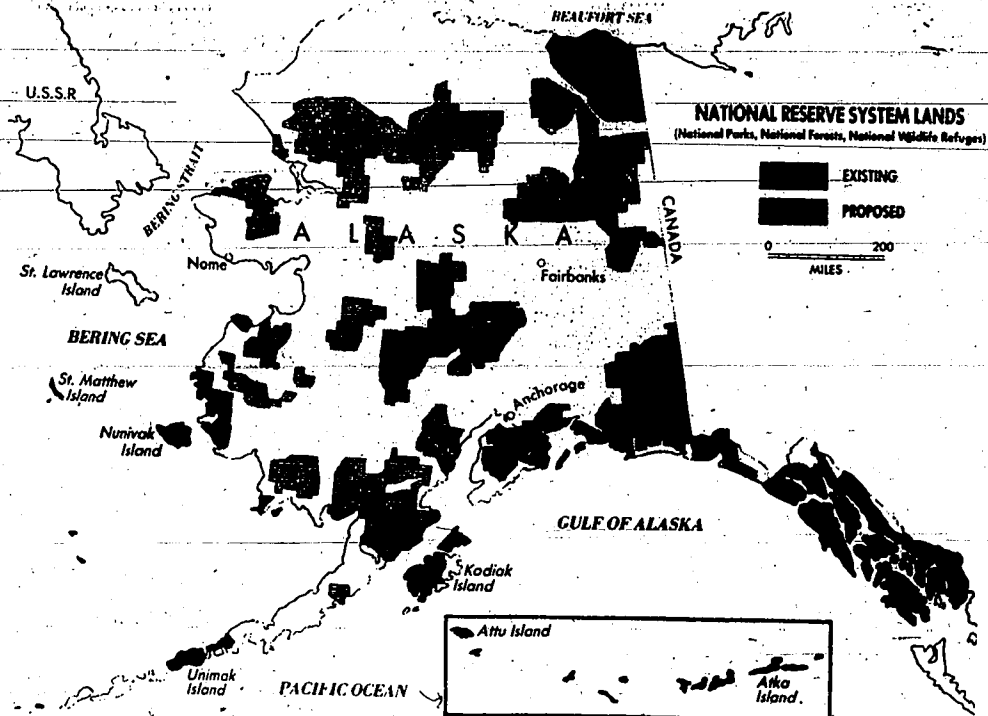 BEAUFORT SEA
U.S.S.R
NATIONAL RESERVE SYSTEM LANDS
(National Parks, National Forests, National Wildlife Refuges)
EXISTING
PROPOSED
0 200
MILES
BERING STRAIT
CANADA
A L A S K A
Nome
Fairbanks
St. Lawrence
Island
BERING SEA
St. Matthew
Island
Anchorage
Nunivak
Island
GULF OF ALASKA
Kodiak
Island
Attu Island
Unimak
Island
PACIFIC OCEAN
Atka
Island